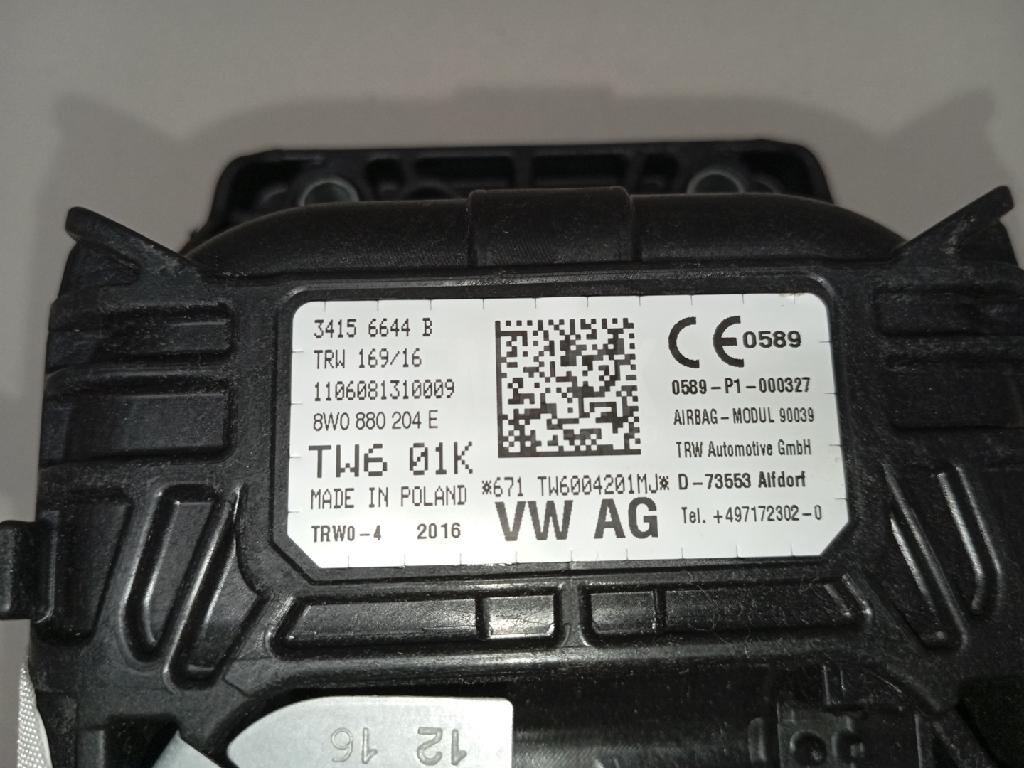 3415 6644 B
TRW 169/16
1106081310009
8W0 880 204 E
TW6 01K
MADE IN POLAND
TRW0-4 2016
*671 TW6004201MJ*
VW AG
CE 0589
0589-P1-000327
AIRBAG-MODUL 90039
TRW Automotive GmbH
D-73553 Alfdorf
Tel. +497172302-0
12 16